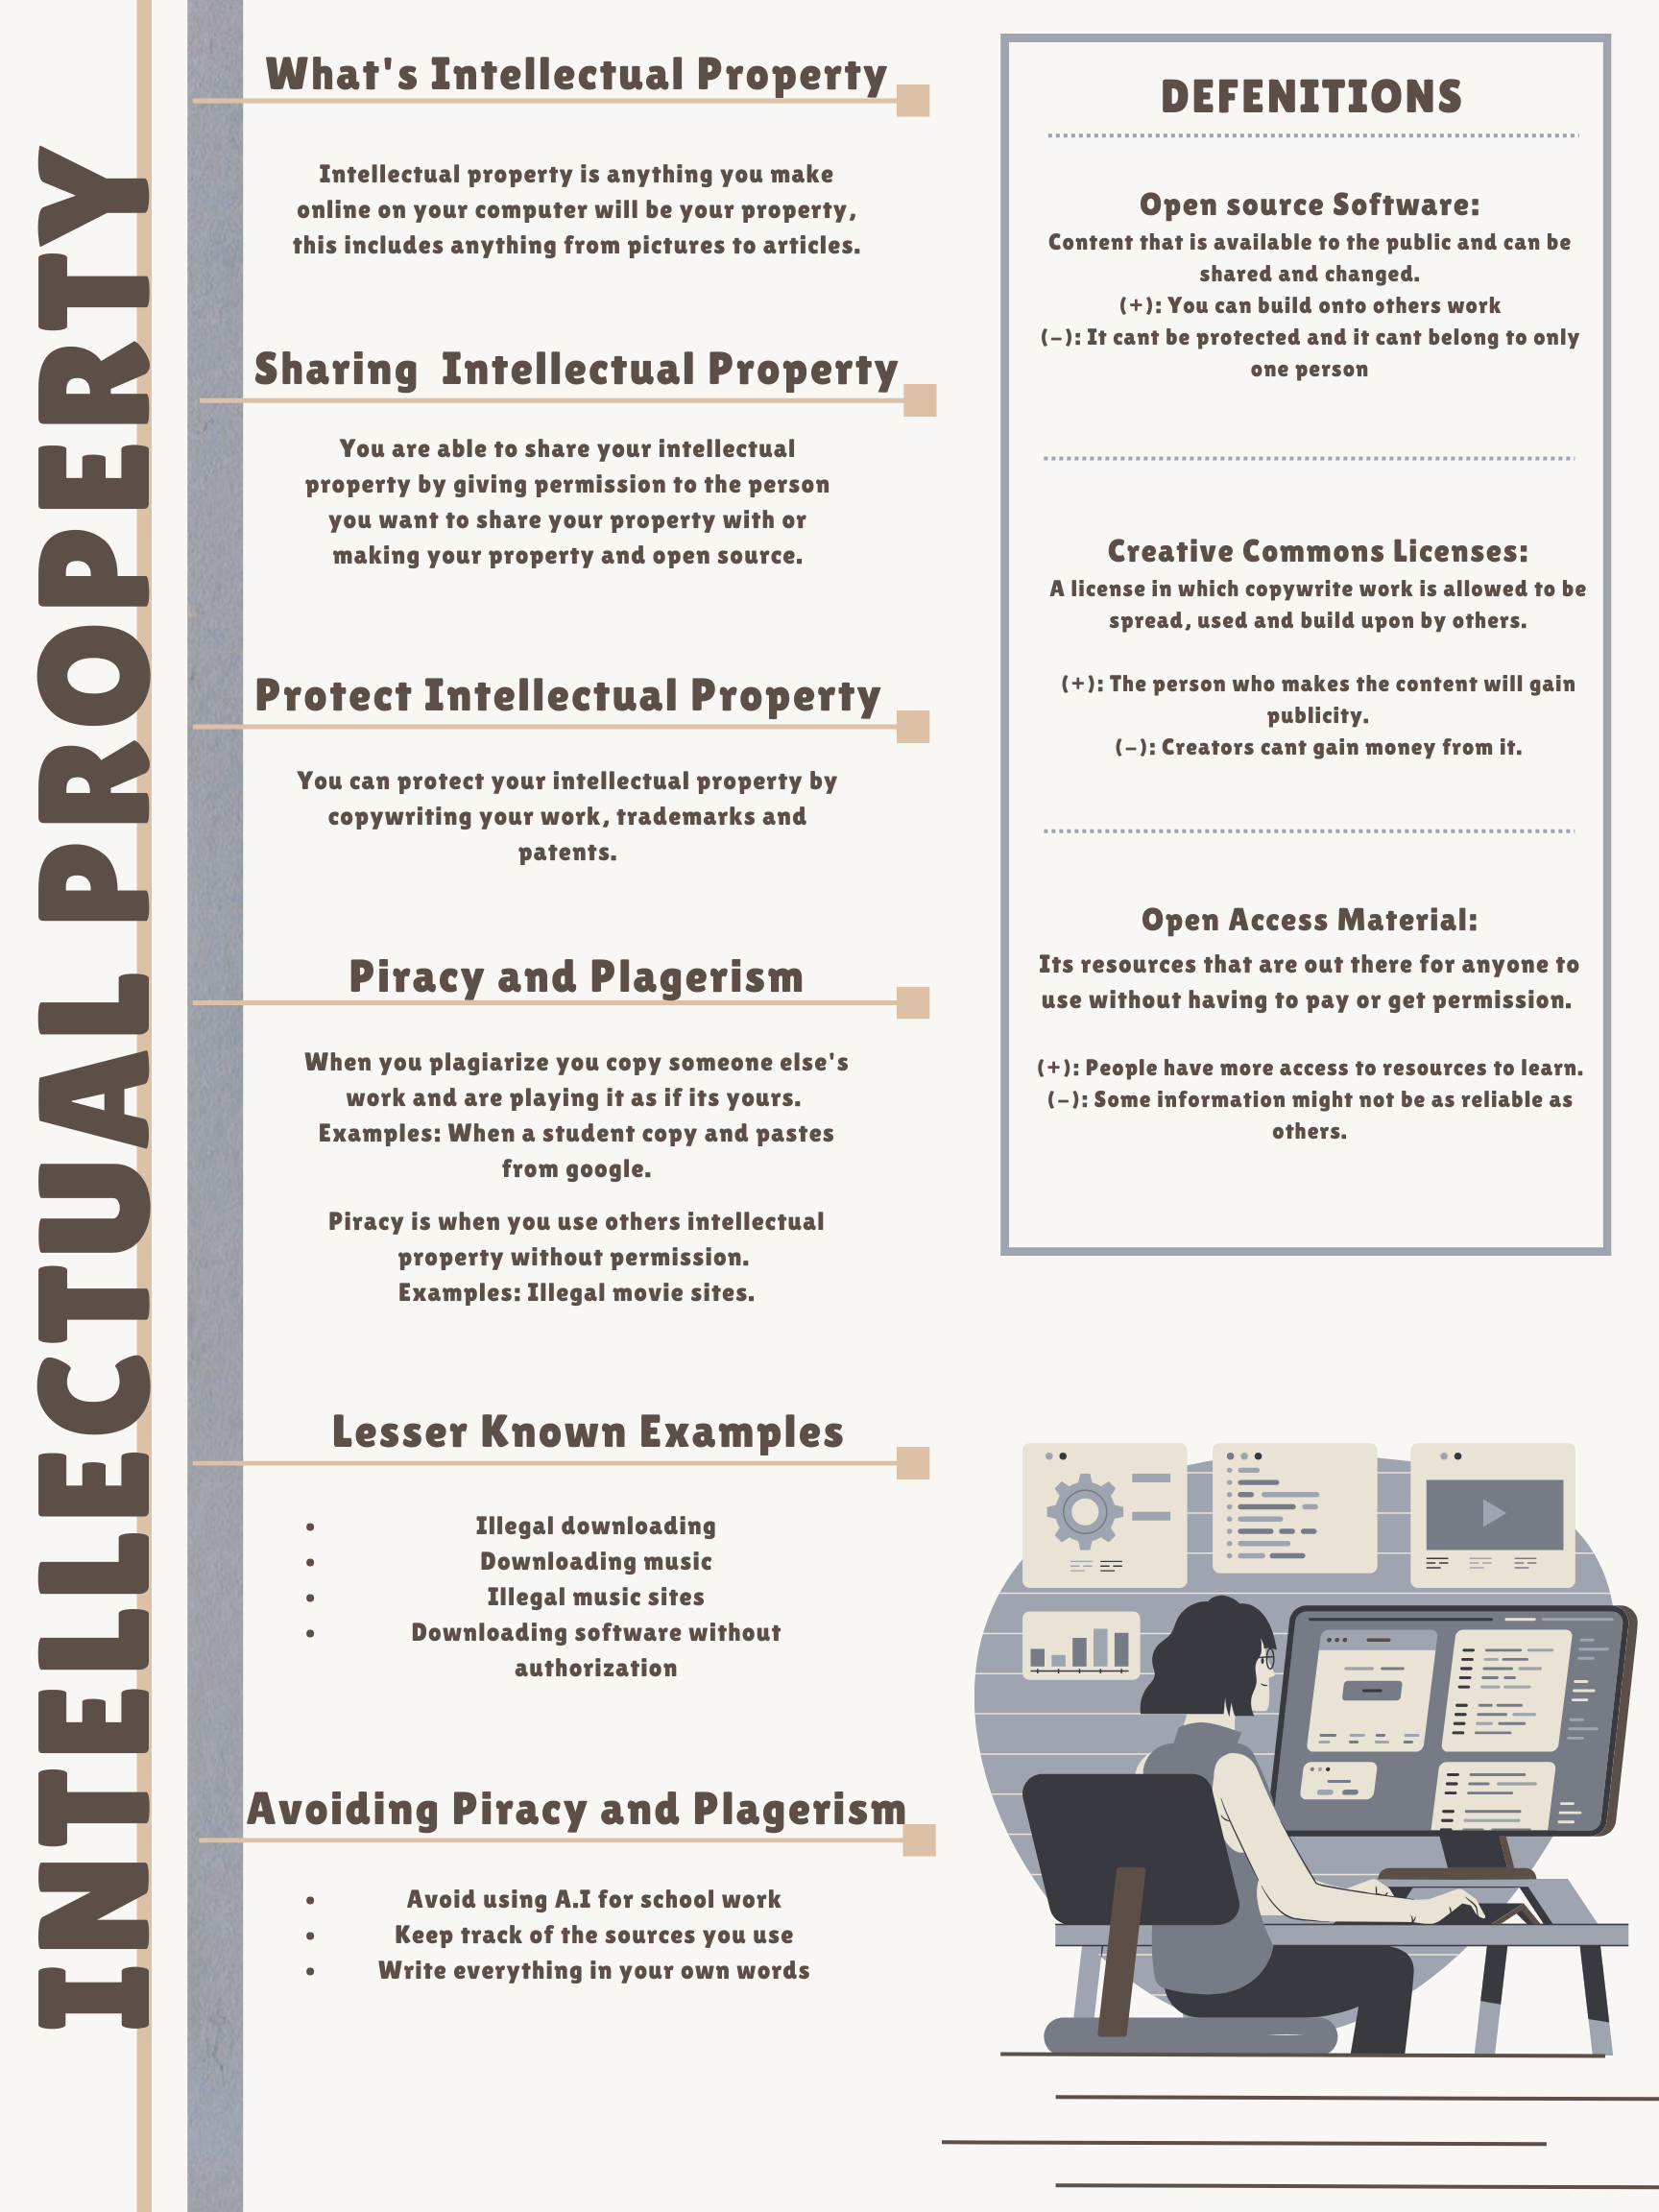 INTELLECTUAL PROPERTY
What's Intellectual Property
Intellectual property is anything you make
online on your computer will be your property,
this includes anything from pictures to articles.
Sharing Intellectual Property
You are able to share your intellectual
property by giving permission to the person
you want to share your property with or
making your property and open source.
Protect Intellectual Property
You can protect your intellectual property by
copywriting your work, trademarks and
patents.
Piracy and Plagerism
When you plagiarize you copy someone else's
work and are playing it as if its yours.
Examples: When a student copy and pastes
from google.
Piracy is when you use others intellectual
property without permission.
Examples: Illegal movie sites.
Lesser Known Examples
• Illegal downloading
• Downloading music
• Illegal music sites
• Downloading software without
authorization
Avoiding Piracy and Plagerism
• Avoid using A.I for school work
• Keep track of the sources you use
• Write everything in your own words
DEFENITIONS
Open source Software:
Content that is available to the public and can be
shared and changed.
(+): You can build onto others work
(-): It cant be protected and it cant belong to only
one person
Creative Commons Licenses:
A license in which copywrite work is allowed to be
spread, used and build upon by others.
(+): The person who makes the content will gain
publicity.
(-): Creators cant gain money from it.
Open Access Material:
Its resources that are out there for anyone to
use without having to pay or get permission.
(+): People have more access to resources to learn.
(-): Some information might not be as reliable as
others.